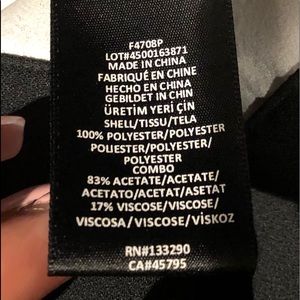 F4708P
LOT#4500163871
MADE IN CHINA
FABRIQUÉ EN CHINE
HECHO EN CHINA
GEBILDET IN CHIN
ÜRETİM YERİ ÇİN
SHELL/TISSU/TELA
100% POLYESTER/POLYESTER
POLIESTER/POLYESTER/
POLYESTER
COMBO
83% ACETATE/ACETATE/
ACETATO/ACETAT/ASETAT
17% VISCOSE/VISCOSE/
VISCOSA/VISCOSE/VİSKOZ
RN#133290
CA#45795